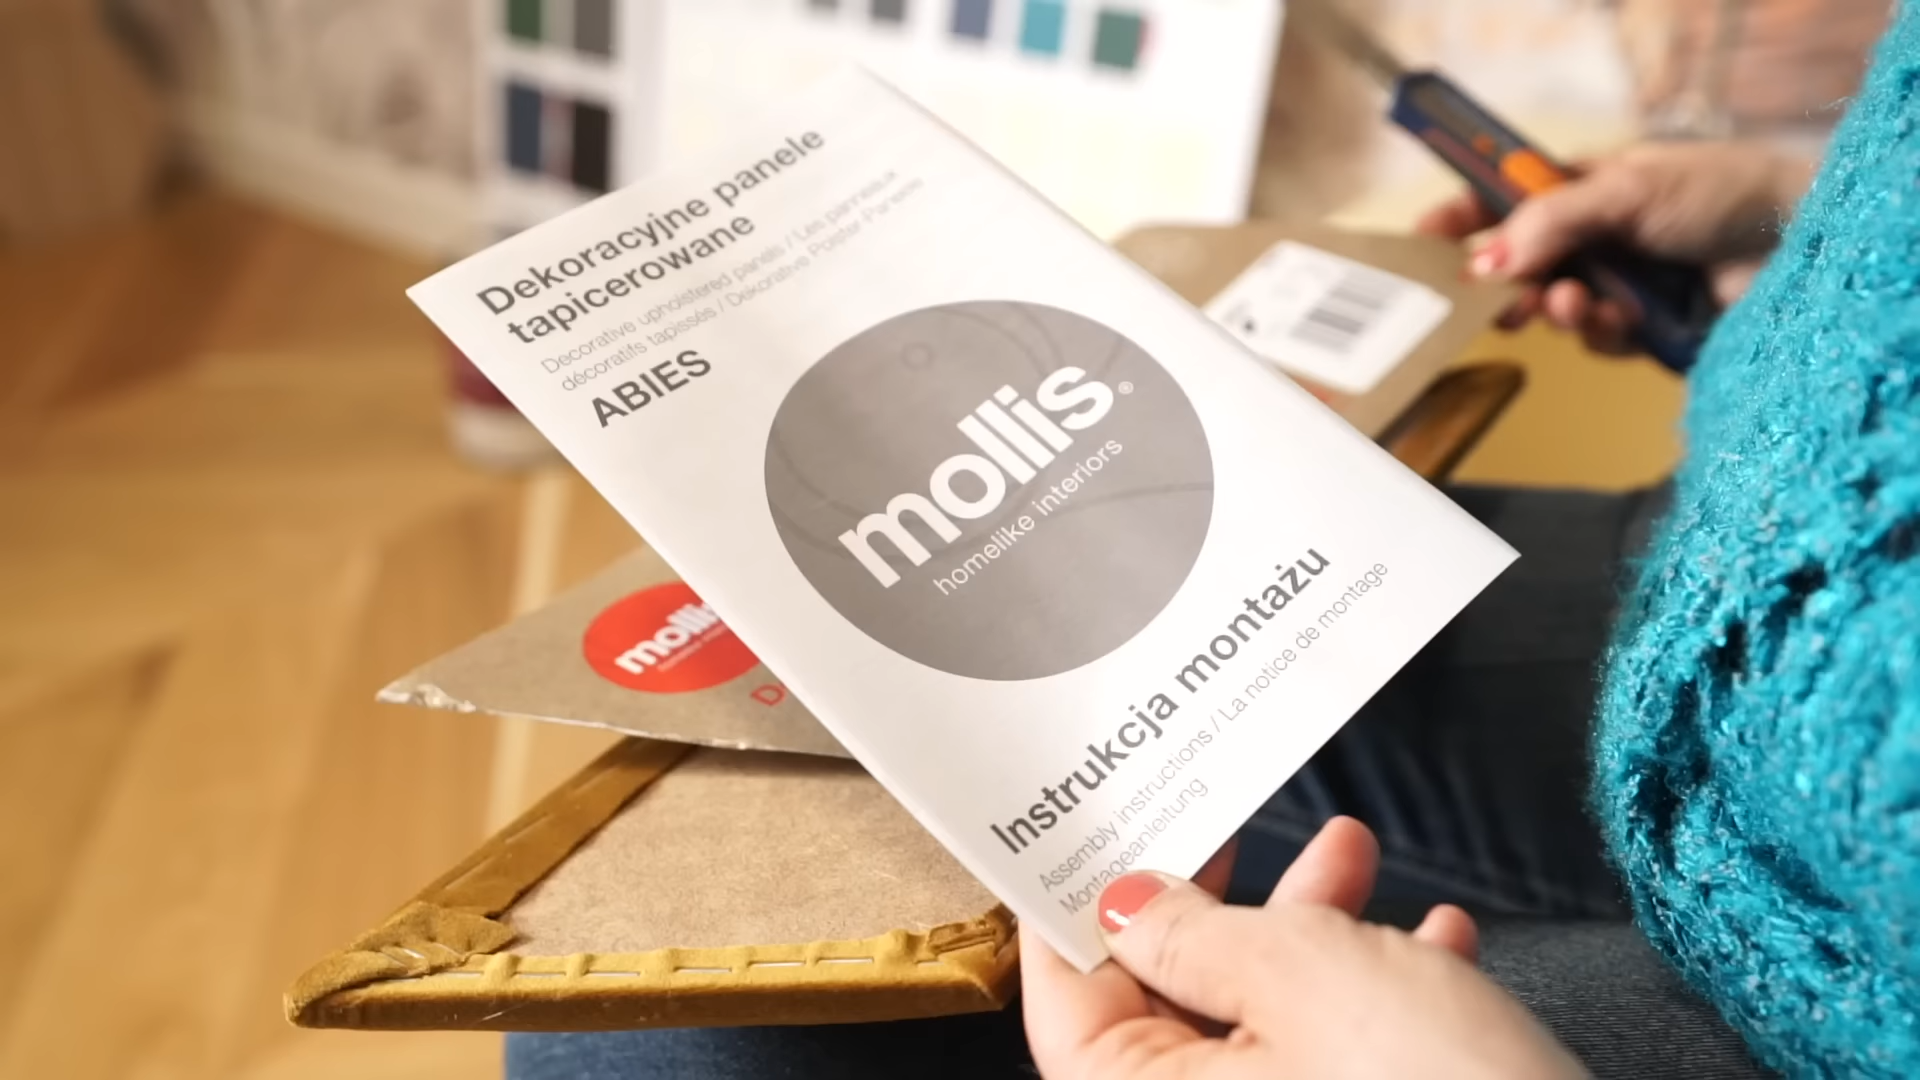 Dekoracyjne panele
tapicerowane
Decorative upholstered panels / Les panneaux
décoratifs tapissés / Dekorative Polster-Paneele
ABIES
mollis®
homelike interiors
Instrukcja montażu
Assembly instructions / La notice de montage
Montageanleitung
mollis